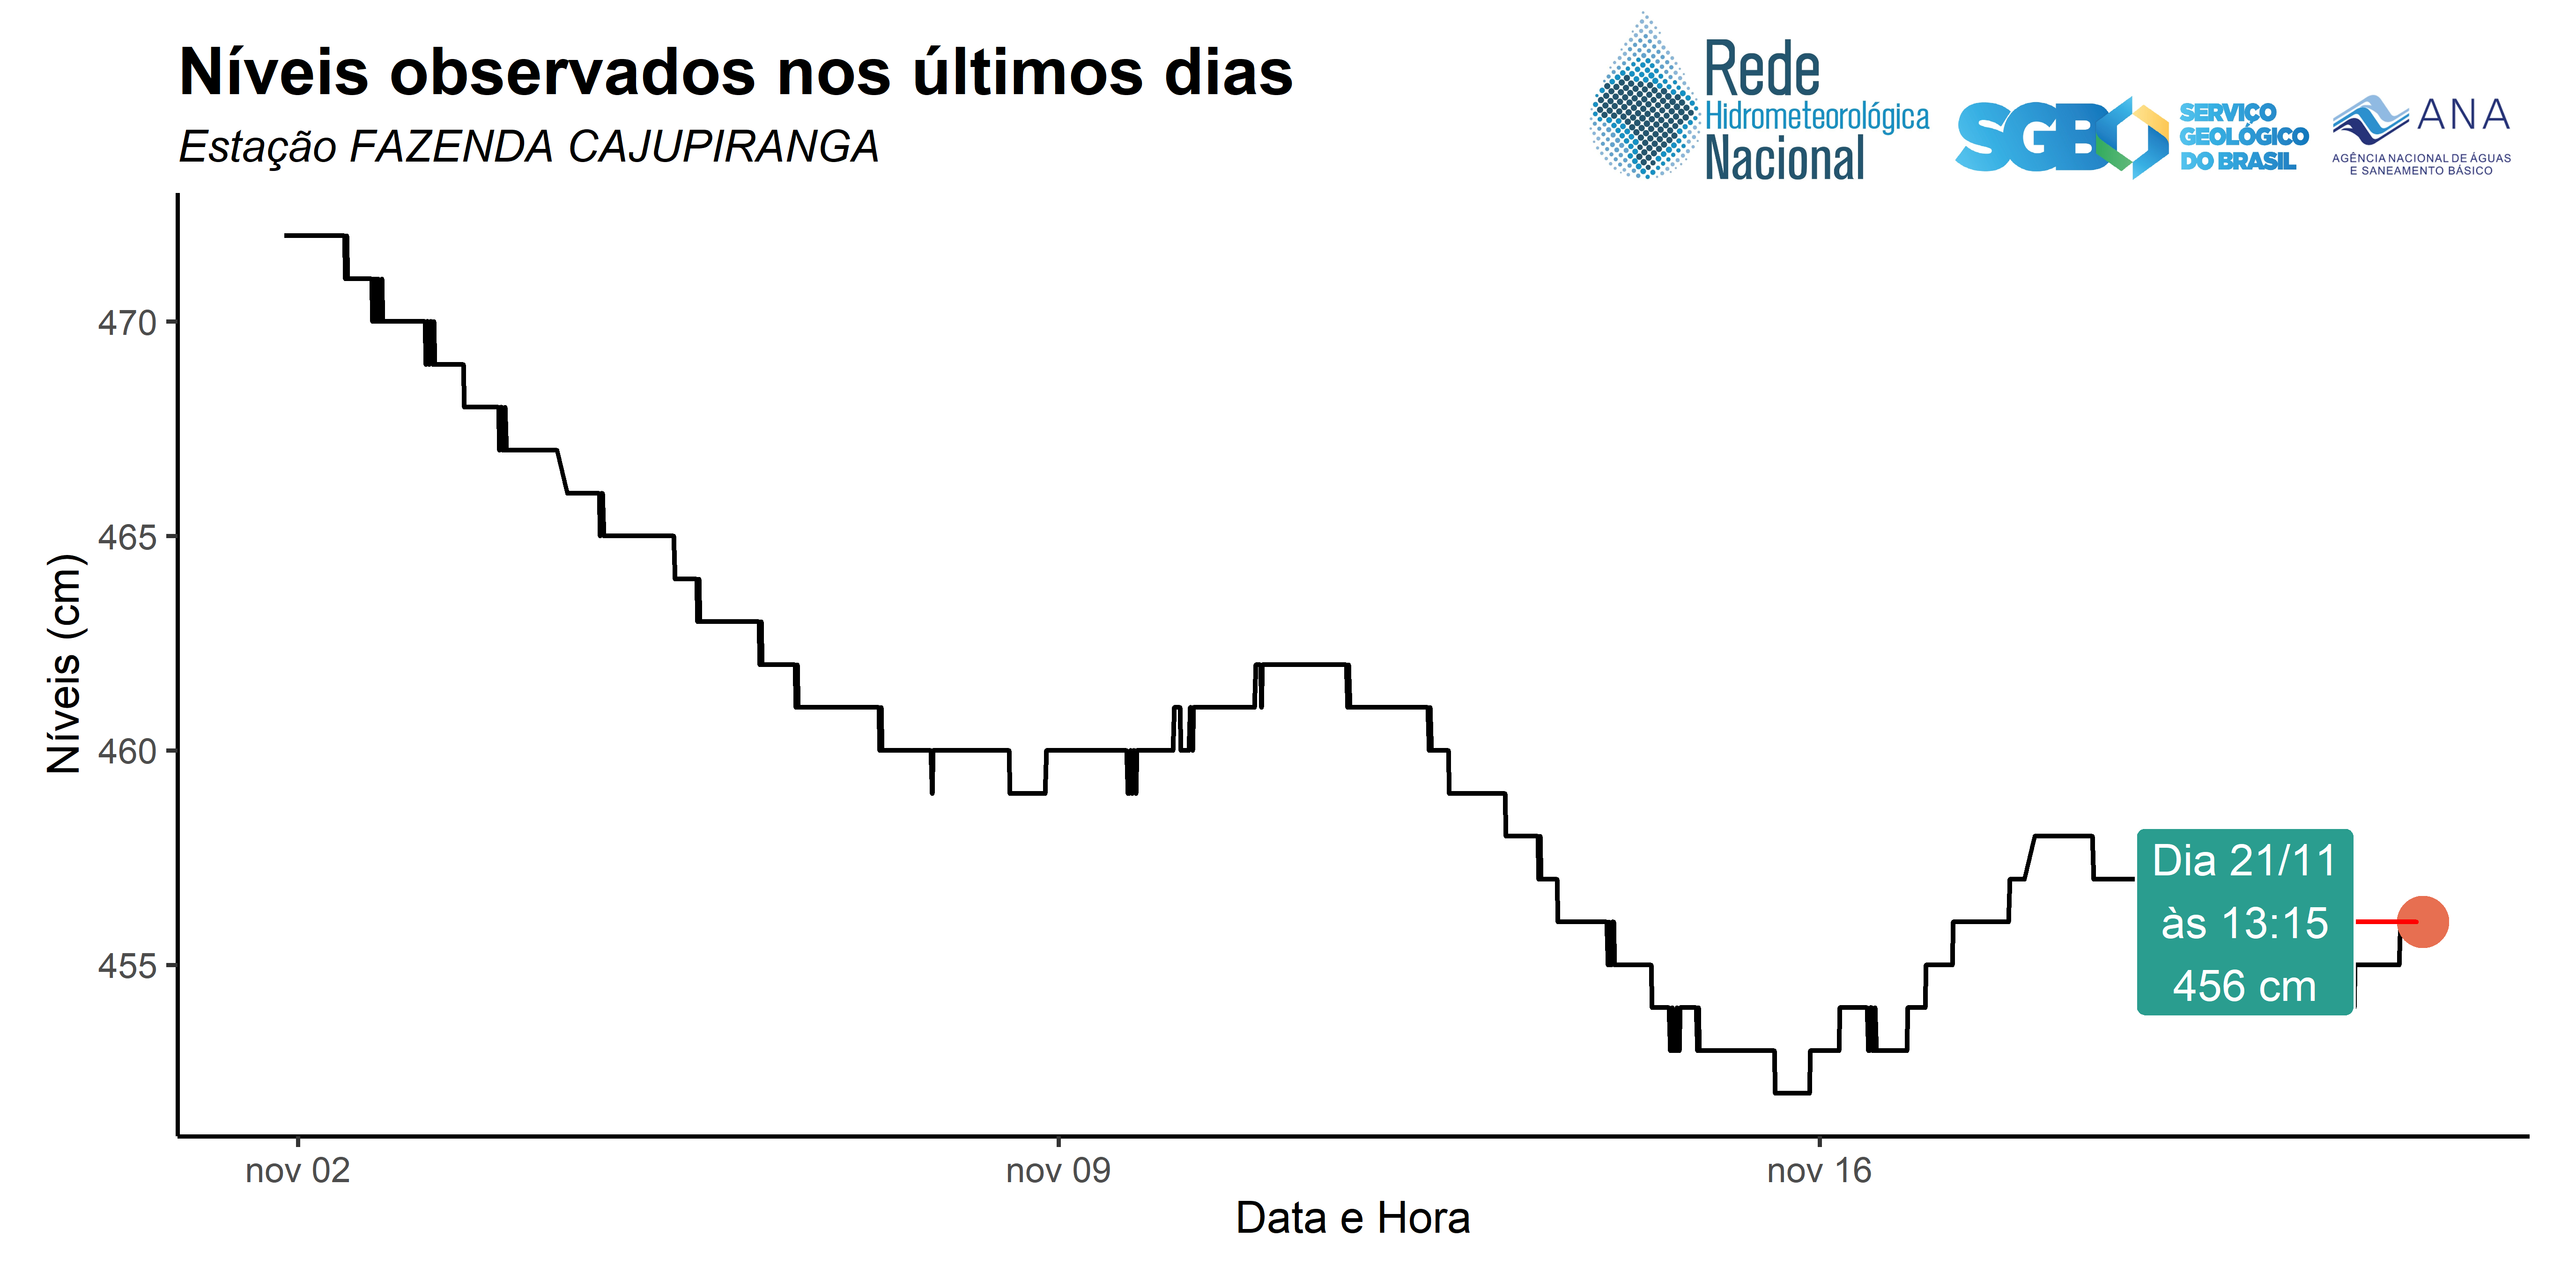 Níveis observados nos últimos dias
Estação FAZENDA CAJUPIRANGA
Rede
Hidrometeorológica
Nacional
SGB
SERVIÇO
GEOLÓGICO
DO BRASIL
ANA
AGÊNCIA NACIONAL DE ÁGUAS
E SANEAMENTO BÁSICO
Níveis (cm)
470
465
460
455
Dia 21/11
às 13:15
456 cm
nov 02
nov 09
nov 16
Data e Hora